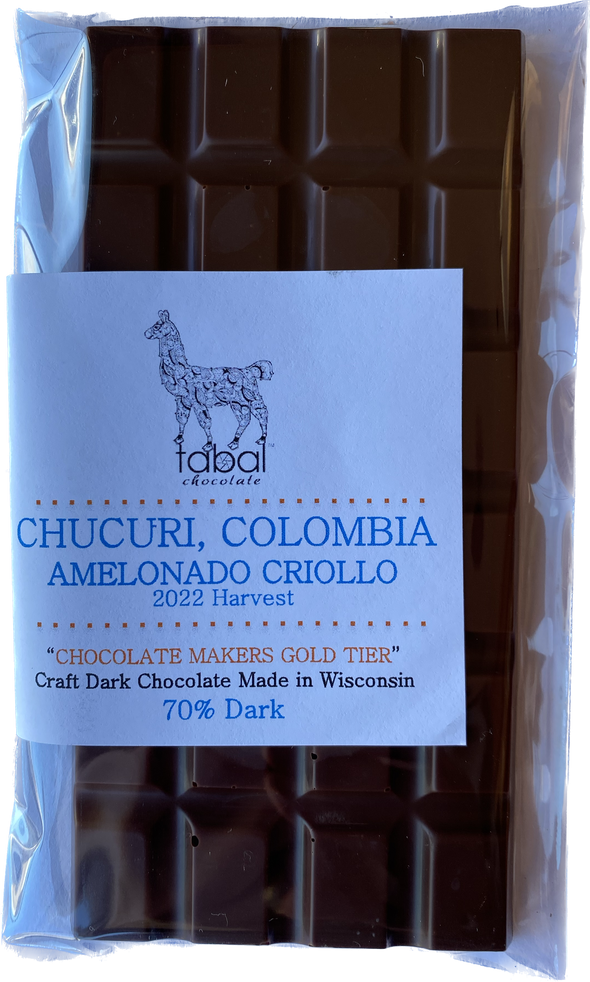 tabal
chocolate
CHUCURI, COLOMBIA
AMELONADO CRIOLLO
2022 Harvest
“CHOCOLATE MAKERS GOLD TIER”
Craft Dark Chocolate Made in Wisconsin
70% Dark